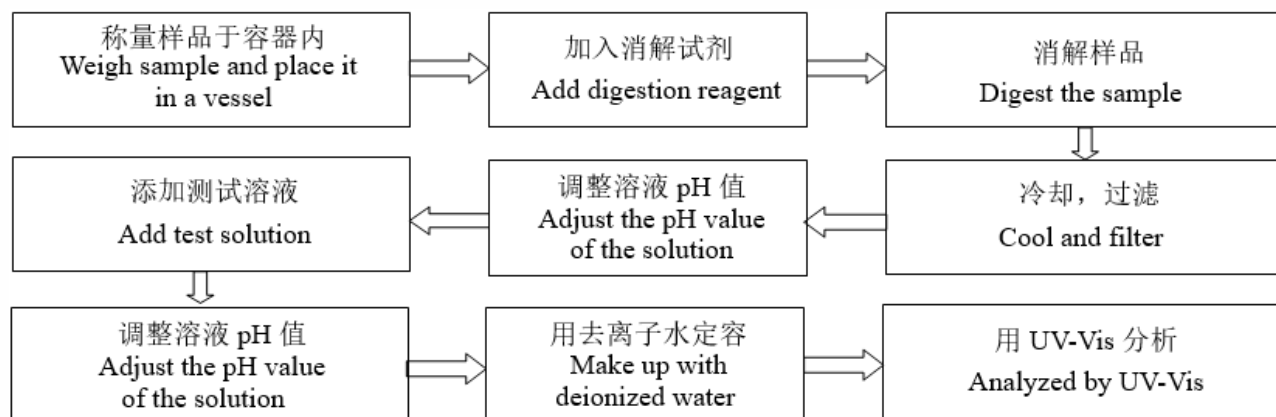 称量样品于容器内
Weigh sample and place it
in a vessel
加入消解试剂
Add digestion reagent
消解样品
Digest the sample
冷却，过滤
Cool and filter
调整溶液 pH 值
Adjust the pH value
of the solution
添加测试溶液
Add test solution
调整溶液 pH 值
Adjust the pH value
of the solution
用去离子水定容
Make up with
deionized water
用 UV-Vis 分析
Analyzed by UV-Vis